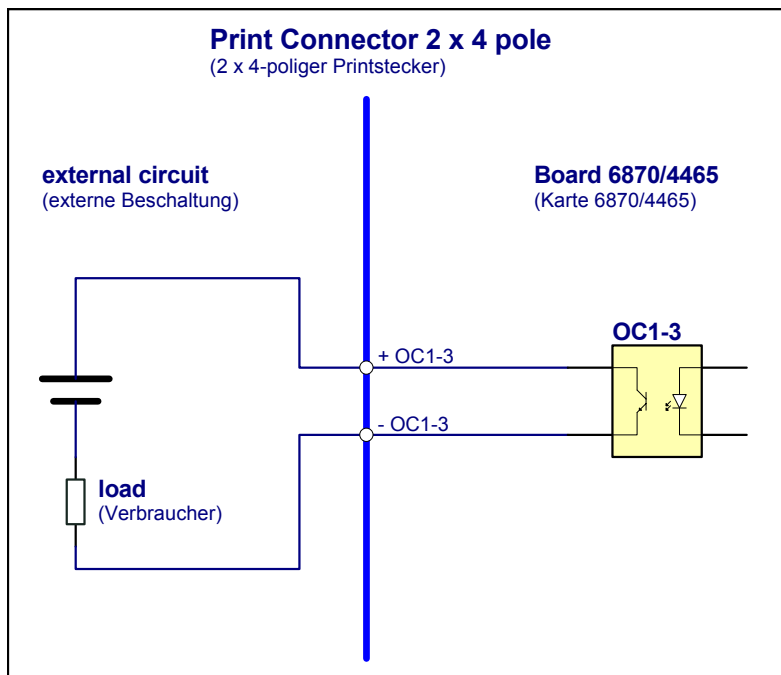 Print Connector 2 x 4 pole
(2 x 4-poliger Printstecker)
external circuit
(externe Beschaltung)
Board 6870/4465
(Karte 6870/4465)
OC1-3
+ OC1-3
- OC1-3
load
(Verbraucher)